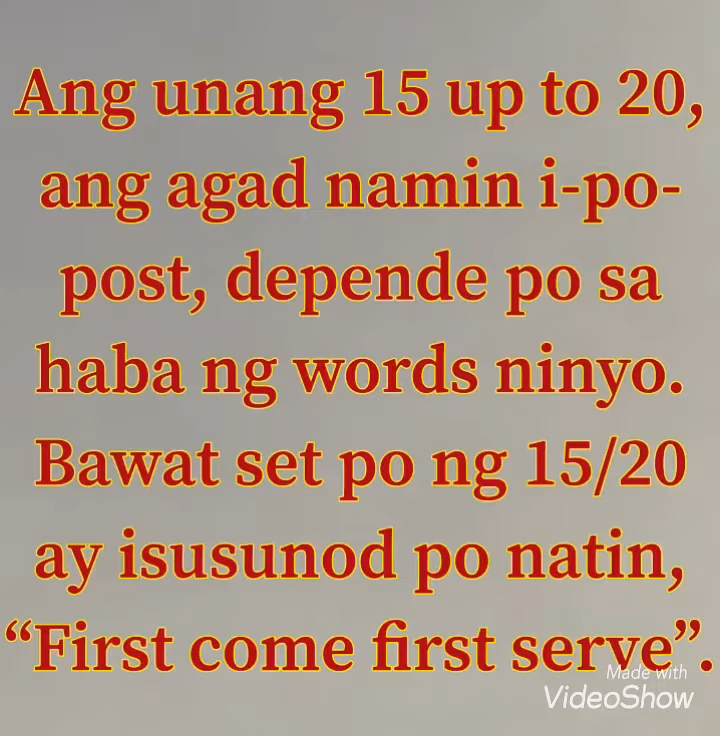 Ang unang 15 up to 20,
ang agad namin i-po-
post, depende po sa
haba ng words ninyo.
Bawat set po ng 15/20
ay isusunod po natin,
“First come first serve”.
Made with
VideoShow